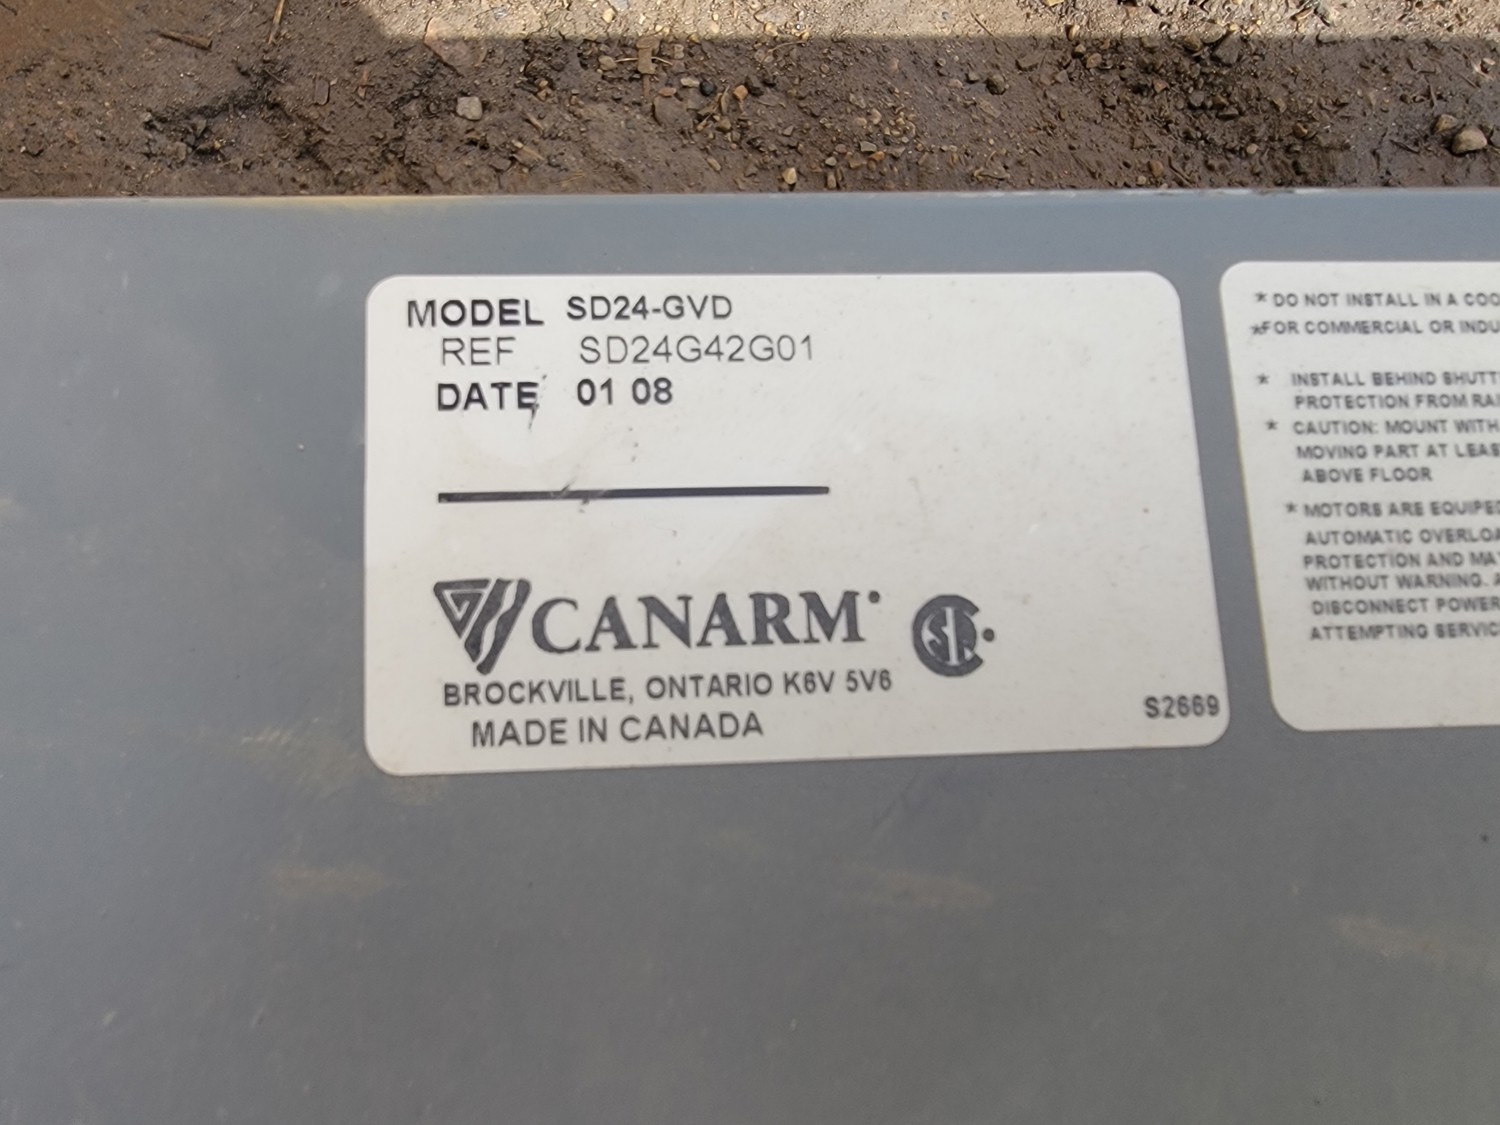 MODEL SD24-GVD
REF SD24G42G01
DATE 01 08
CANARM
BROCKVILLE, ONTARIO K6V 5V6
MADE IN CANADA
S2669
* DO NOT INSTALL IN A
* FOR COMMERCIAL OR
* INSTALL BEHIND
PROTECTION FROM
* CAUTION: MOUNT
MOVING PART AT
ABOVE FLOOR
* MOTORS ARE
AUTOMATIC
PROTECTION AND
WITHOUT WARNING.
DISCONNECT POWER
ATTEMPTING